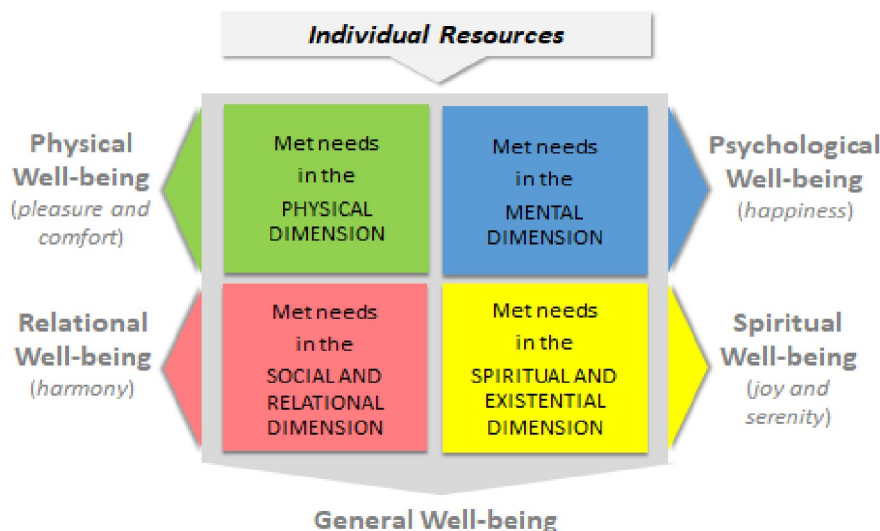 Individual Resources
Physical
Well-being
(pleasure and
comfort)
Met needs
in the
PHYSICAL
DIMENSION
Met needs
in the
MENTAL
DIMENSION
Psychological
Well-being
(happiness)
Relational
Well-being
(harmony)
Met needs
in the
SOCIAL AND
RELATIONAL
DIMENSION
Met needs
in the
SPIRITUAL AND
EXISTENTIAL
DIMENSION
Spiritual
Well-being
(joy and
serenity)
General Well-being